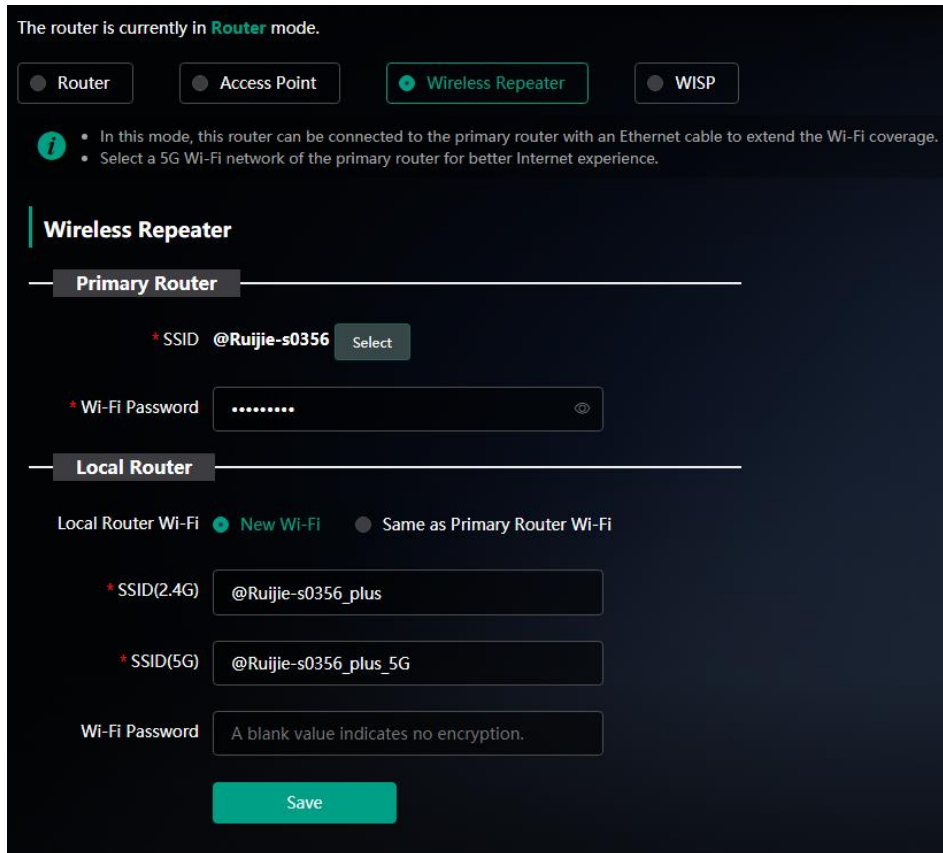 The router is currently in Router mode.
Router Access Point Wireless Repeater WISP
• In this mode, this router can be connected to the primary router with an Ethernet cable to extend the Wi-Fi coverage.
• Select a 5G Wi-Fi network of the primary router for better Internet experience.
Wireless Repeater
Primary Router
* SSID @Ruijie-s0356 Select
* Wi-Fi Password •••••••••
Local Router
Local Router Wi-Fi New Wi-Fi Same as Primary Router Wi-Fi
* SSID(2.4G) @Ruijie-s0356_plus
* SSID(5G) @Ruijie-s0356_plus_5G
Wi-Fi Password A blank value indicates no encryption.
Save